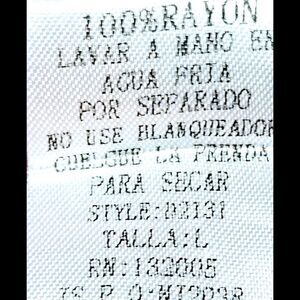 100%RAYON
LAVAR A MANO EN
AGUA FRIA
POR SEPARADO
NO USE BLANQUEADOR
CUELGUE LA PRENDA
PARA SECAR
STYLE:D2131
TALLA:L
RN:132005